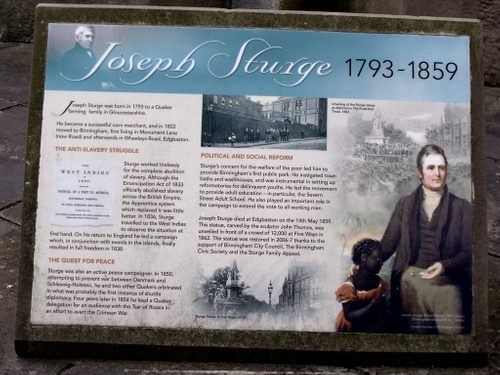 Joseph Sturge 1793-1859
Joseph Sturge was born in 1793 to a Quaker
farming family in Gloucestershire.
He became a successful corn merchant, and in 1822
moved to Birmingham, first living in Monument Lane
(now Road) and afterwards in Wheeleys Road, Edgbaston.
THE ANTI-SLAVERY STRUGGLE
WEST INDIES
Sturge worked tirelessly
for the complete abolition
of slavery. Although the
Emancipation Act of 1833
officially abolished slavery
across the British Empire,
the Apprentice system
which replaced it was little
better. In 1836, Sturge
travelled to the West Indies
to observe the situation at
first hand. On his return to England he led a campaign
which, in conjunction with events in the islands, finally
resulted in full freedom in 1838.
THE QUEST FOR PEACE
Sturge was also an active peace campaigner. In 1850,
attempting to prevent war between Denmark and
Schleswig-Holstein, he and two other Quakers arbitrated
in what was probably the first instance of shuttle
diplomacy. Four years later in 1854 he lead a Quaker
delegation for an audience with the Tsar of Russia in
an effort to avert the Crimean War.
POLITICAL AND SOCIAL REFORM
Sturge's concern for the welfare of the poor led him to
provide Birmingham's first public park. He instigated town
baths and washhouses, and was instrumental in setting up
reformatories for delinquent youths. He led the movement
to provide adult education – in particular, the Severn
Street Adult School. He also played an important role in
the campaign to extend the vote to all working men.
Joseph Sturge died at Edgbaston on the 14th May 1859.
This statue, carved by the sculptor John Thomas, was
unveiled in front of a crowd of 12,000 at Five Ways in
1862. The statue was restored in 2006-7 thanks to the
support of Birmingham City Council, The Birmingham
Civic Society and the Sturge Family Appeal.
Unveiling of the Sturge statue